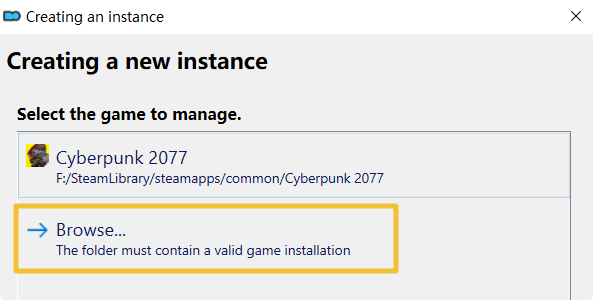 Creating an instance
Creating a new instance
Select the game to manage.
Cyberpunk 2077
F:/SteamLibrary/steamapps/common/Cyberpunk 2077
Browse...
The folder must contain a valid game installation